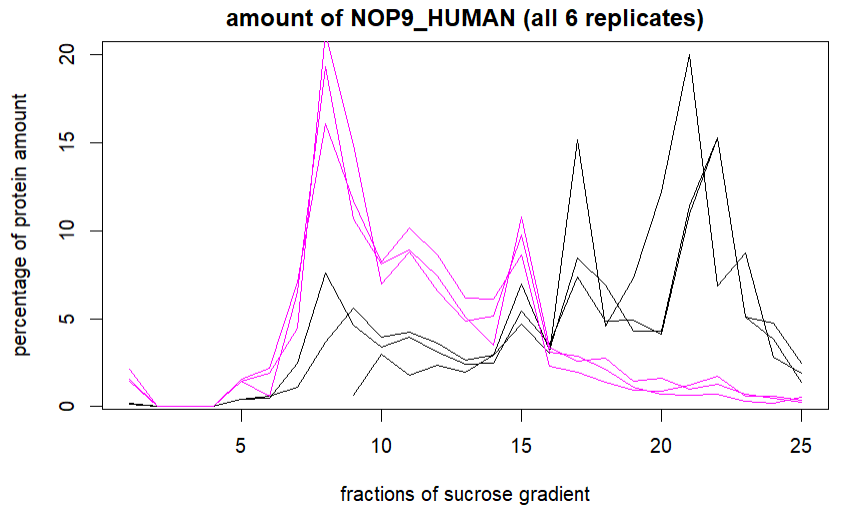 amount of NOP9_HUMAN (all 6 replicates)
percentage of protein amount
20
15
10
5
0
5 10 15 20 25
fractions of sucrose gradient